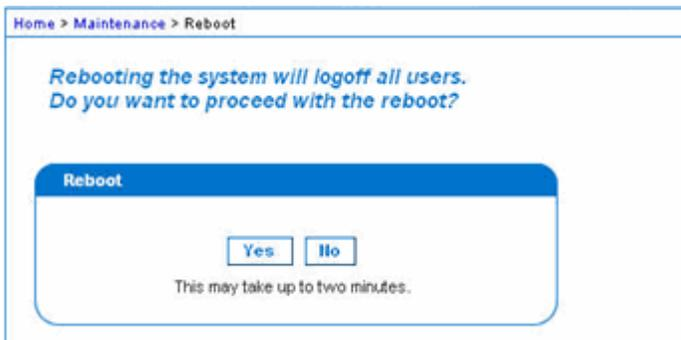 Home > Maintenance > Reboot
Rebooting the system will logoff all users.
Do you want to proceed with the reboot?
Reboot
Yes No
This may take up to two minutes.